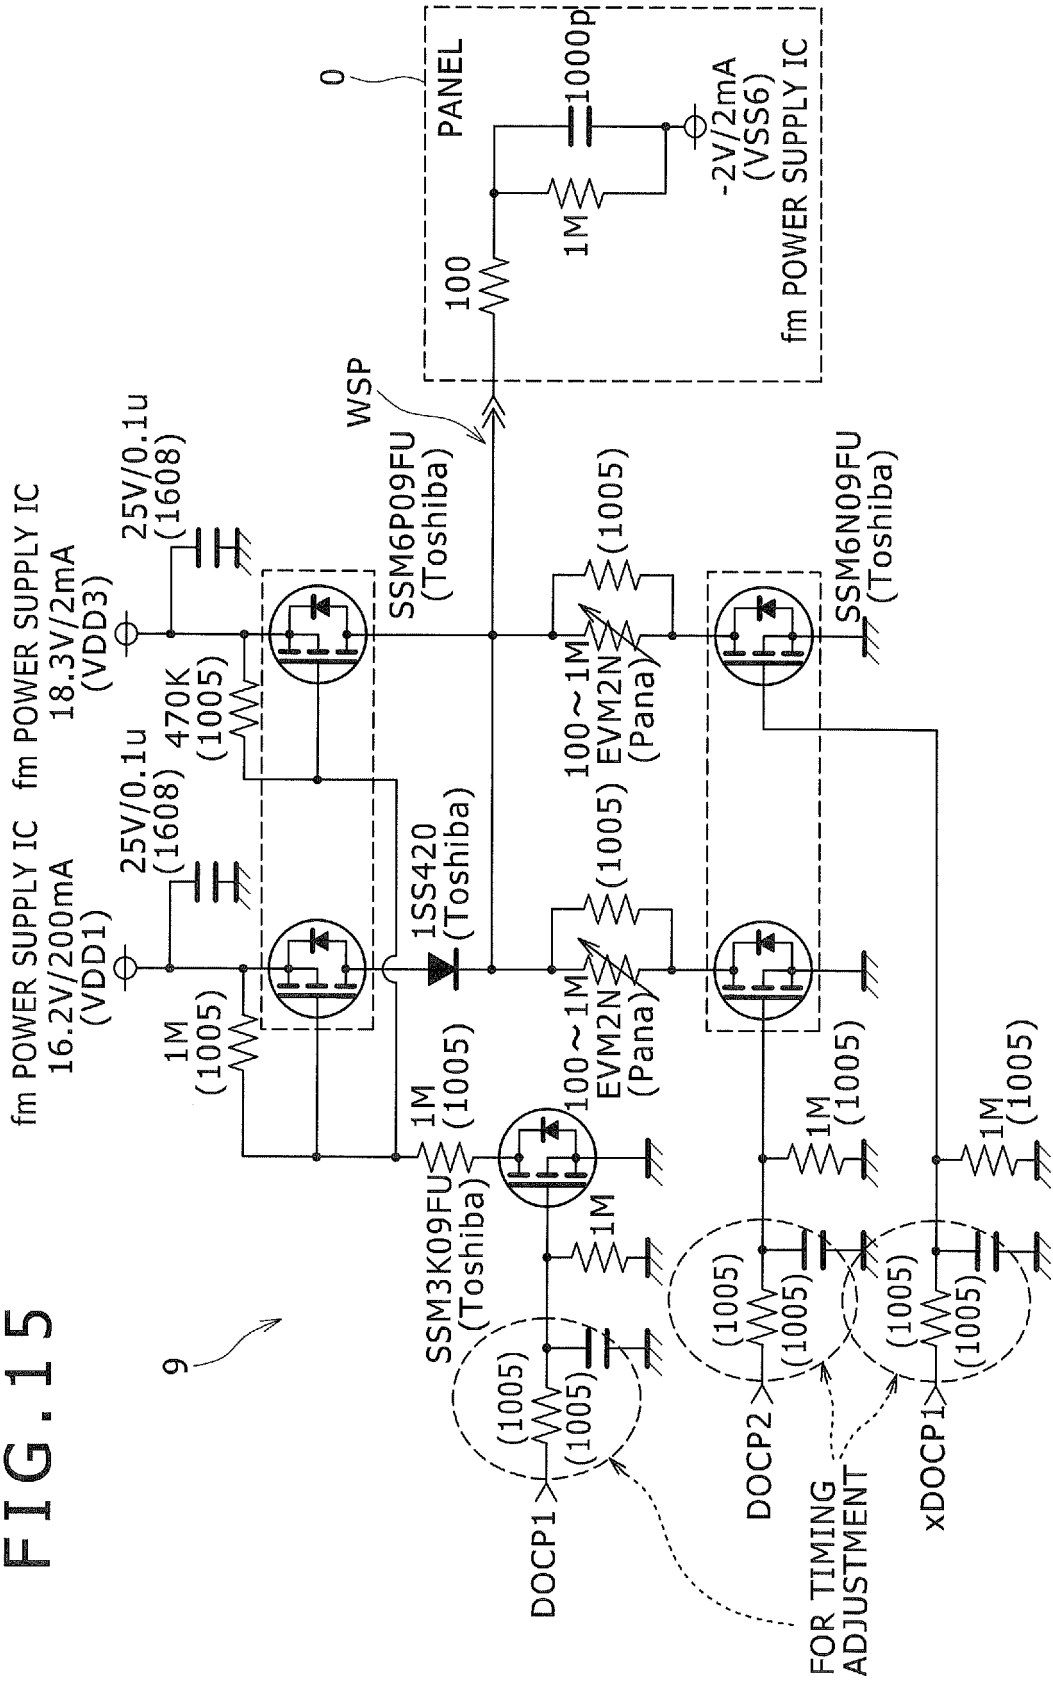 FIG.15
9
fm POWER SUPPLY IC
16.2V/200mA
(VDD1)
fm POWER SUPPLY IC
18.3V/2mA
(VDD3)
25V/0.1u
(1608)
25V/0.1u
(1608)
1M
(1005)
470K
(1005)
SSM6P09FU
(Toshiba)
1SS420
(Toshiba)
WSP
0
PANEL
100
1M
1000p
-2V/2mA
(VSS6)
fm POWER SUPPLY IC
1M
(1005)
SSM3K09FU
(Toshiba)
1M
(1005)
(1005)
DOCP1
100~1M
EVM2N
(Pana)
(1005)
100~1M
EVM2N
(Pana)
(1005)
SSM6N09FU
(Toshiba)
DOCP2
(1005)
(1005)
1M
(1005)
xDOCP1
(1005)
(1005)
1M
(1005)
FOR TIMING
ADJUSTMENT